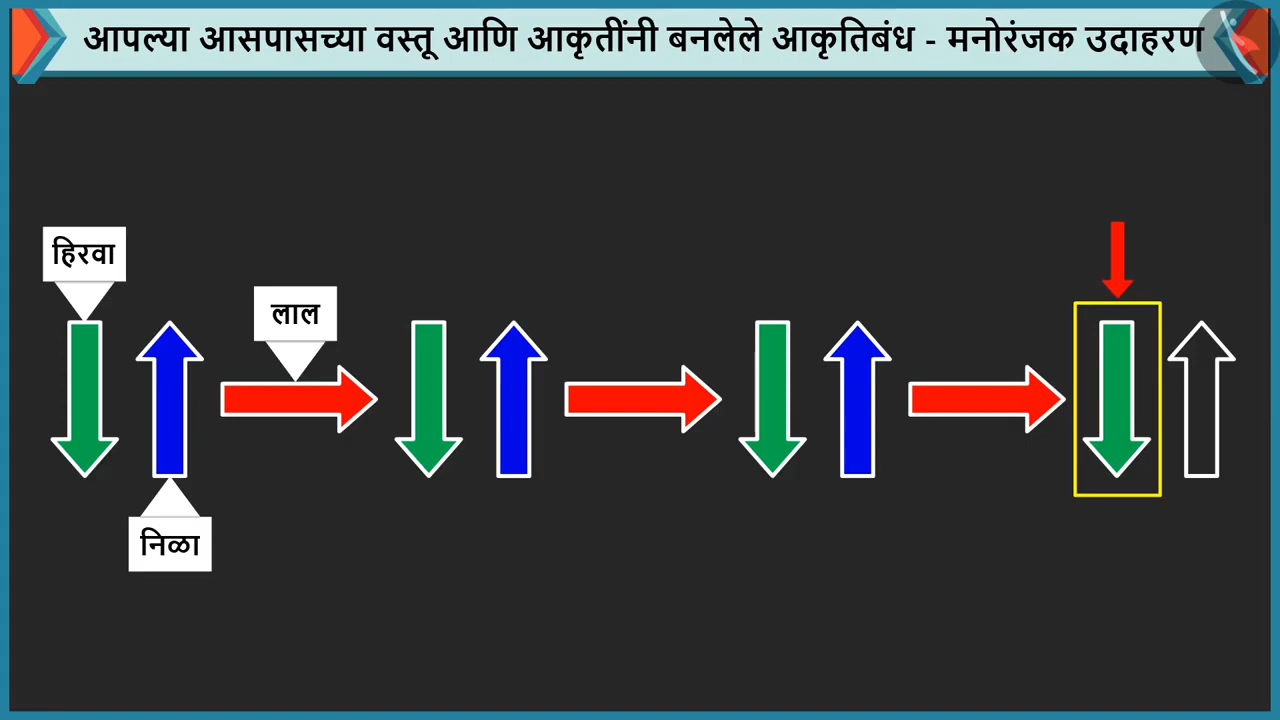 आपल्या आसपासच्या वस्तू आणि आकृतींनी बनलेले आकृतिबंध - मनोरंजक उदाहरण
हिरवा
लाल
निळा